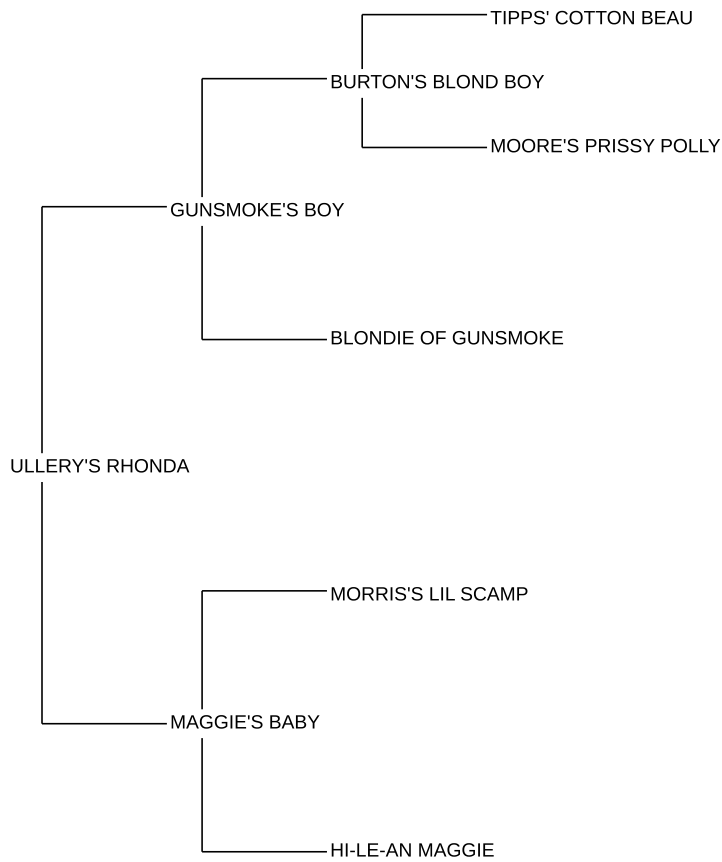 TIPPS' COTTON BEAU
BURTON'S BLOND BOY
MOORE'S PRISSY POLLY
GUNSMOKE'S BOY
BLONDIE OF GUNSMOKE
ULLERY'S RHONDA
MORRIS'S LIL SCAMP
MAGGIE'S BABY
HI-LE-AN MAGGIE